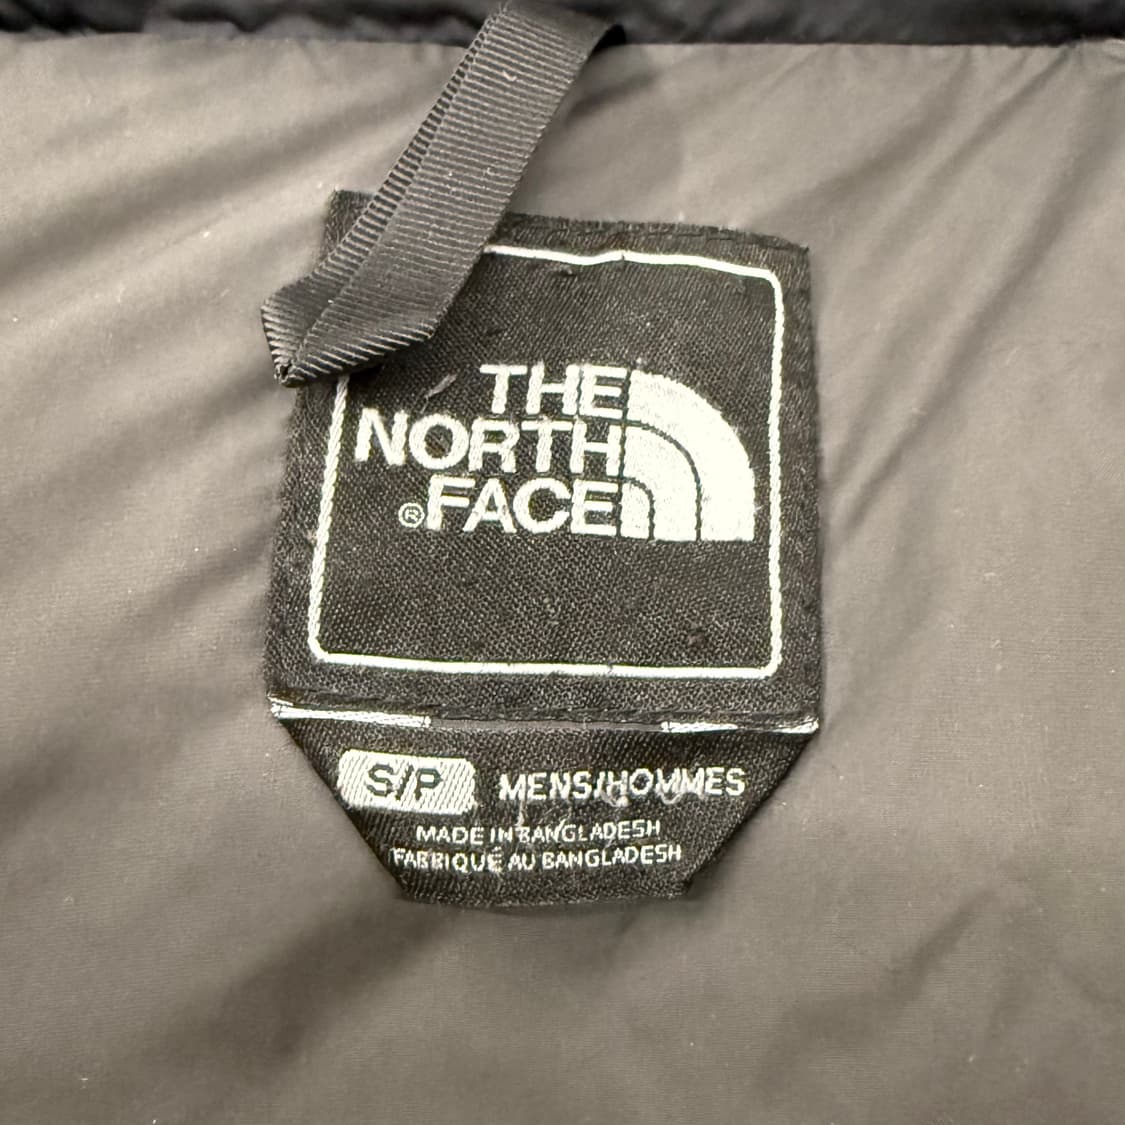 THE
NORTH
®FACE
S/P MENS/HOMMES
MADE IN BANGLADESH
FABRIQUÉ AU BANGLADESH